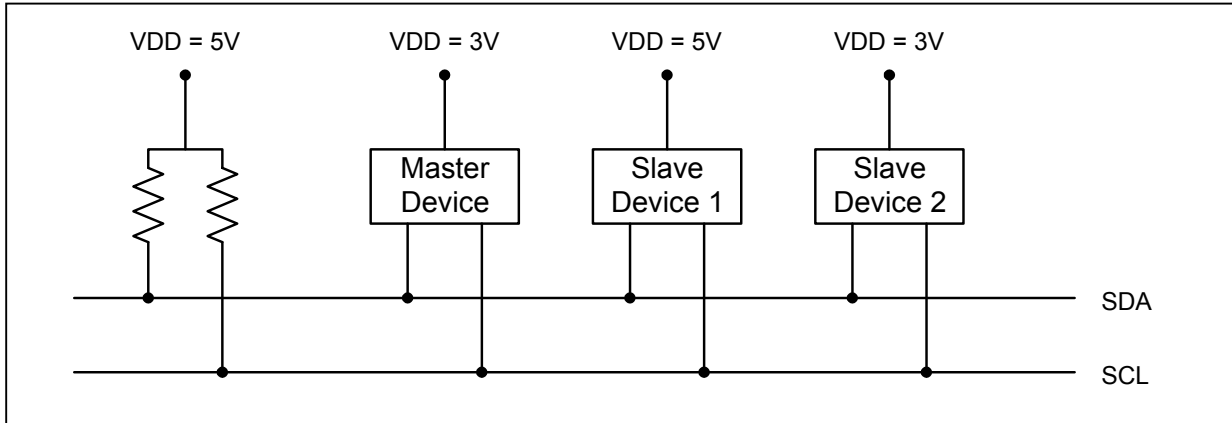 VDD = 5V
VDD = 3V
VDD = 5V
VDD = 3V
Master
Device
Slave
Device 1
Slave
Device 2
SDA
SCL